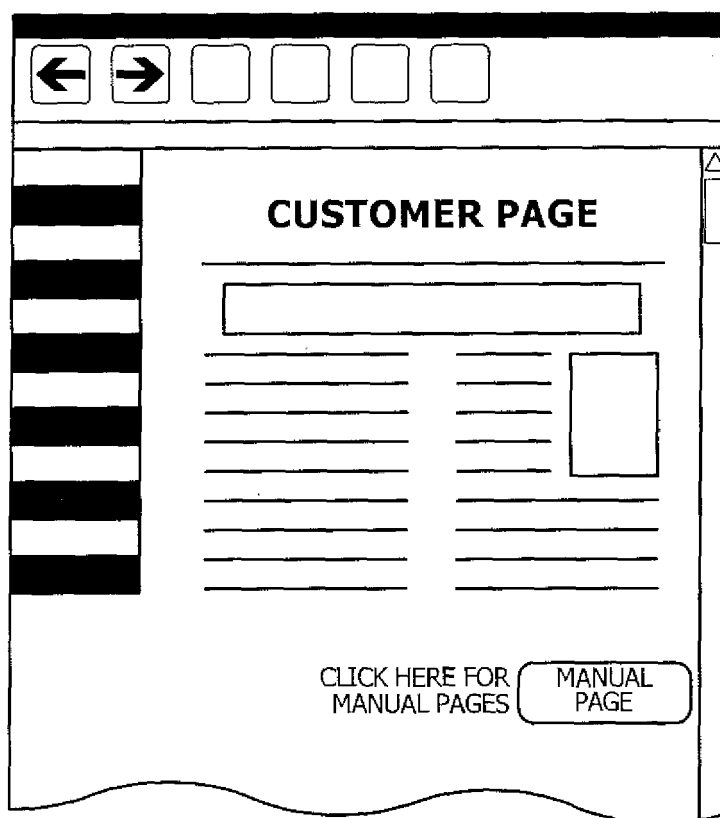 CUSTOMER PAGE
CLICK HERE FOR
MANUAL PAGES
MANUAL
PAGE